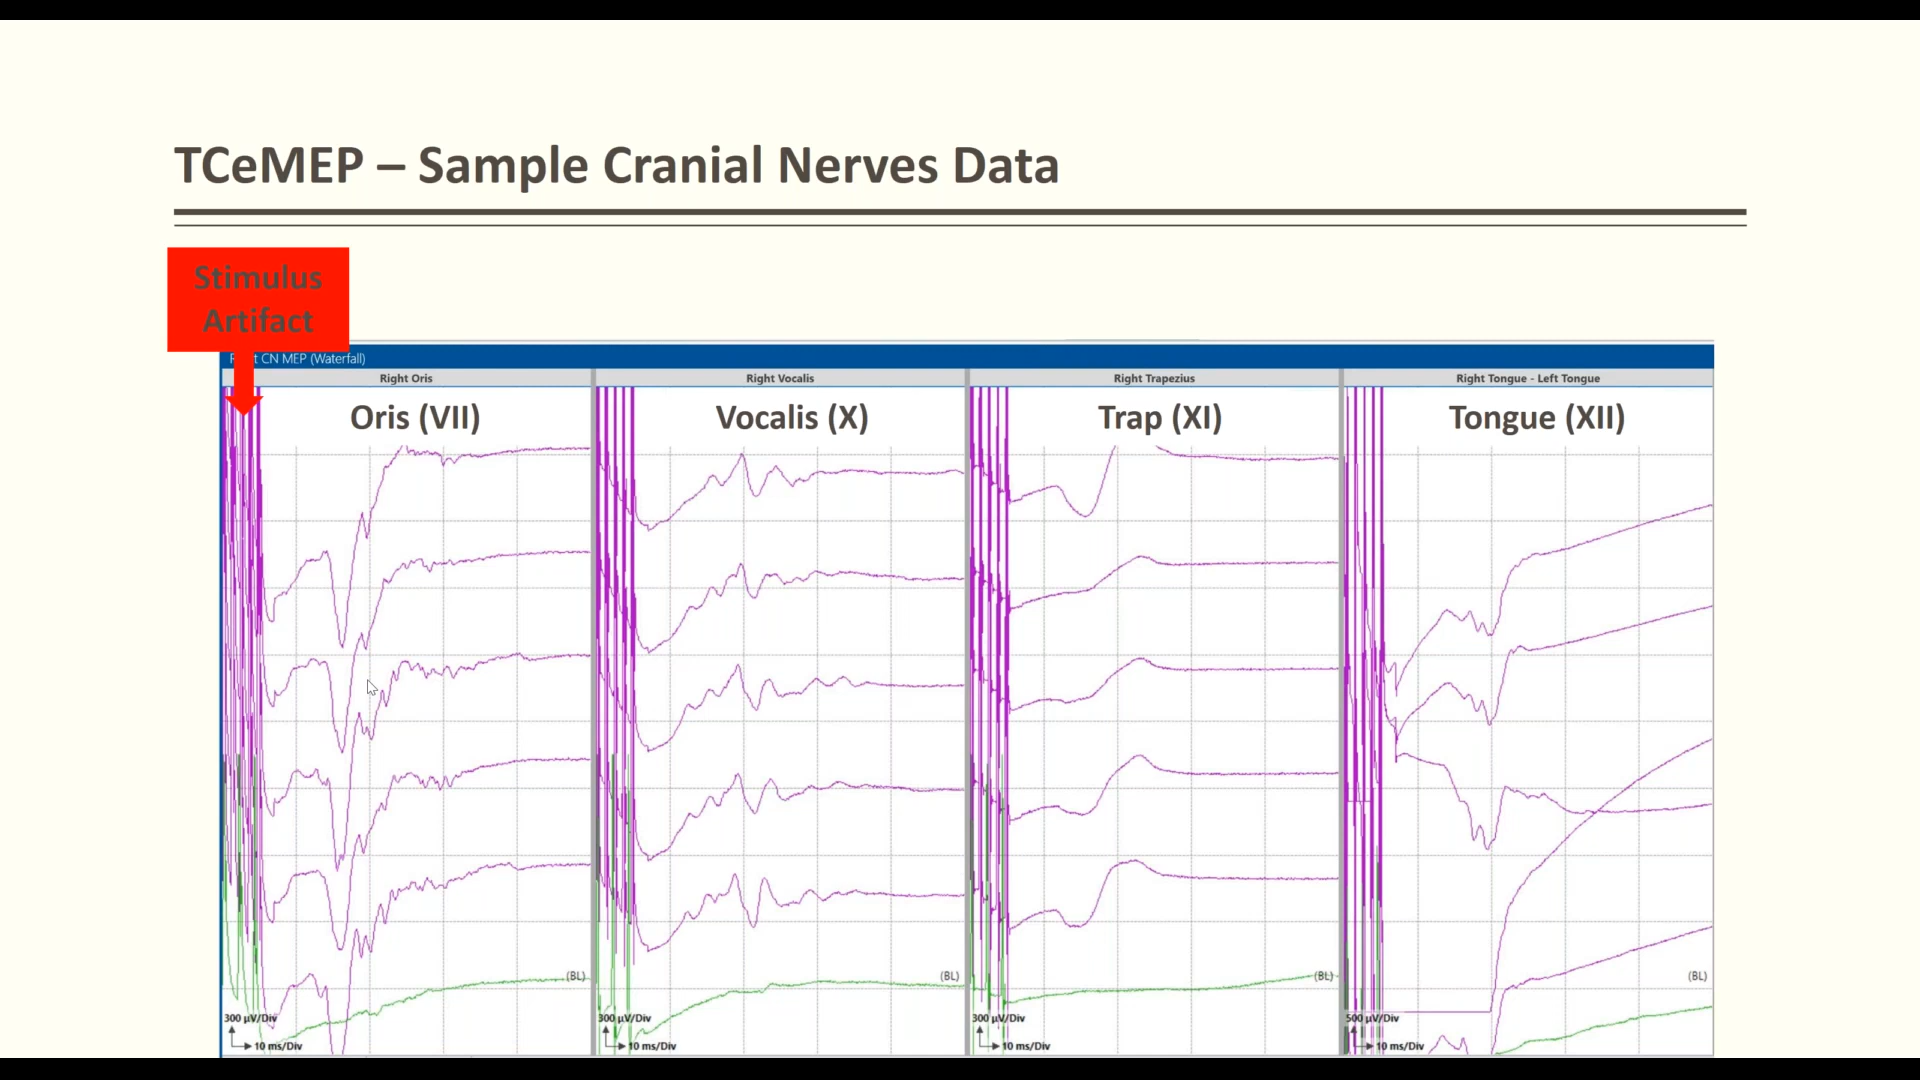 TCeMEP – Sample Cranial Nerves Data
Stimulus
Artifact
CN MEP (Waterfall)
Right Oris
Right Vocalis
Right Trapezius
Right Tongue - Left Tongue
Oris (VII)
Vocalis (X)
Trap (XI)
Tongue (XII)
(BL)
(BL)
(BL)
(BL)
300 µV/Div
300 µV/Div
300 µV/Div
500 µV/Div
10 ms/Div
10 ms/Div
10 ms/Div
10 ms/Div